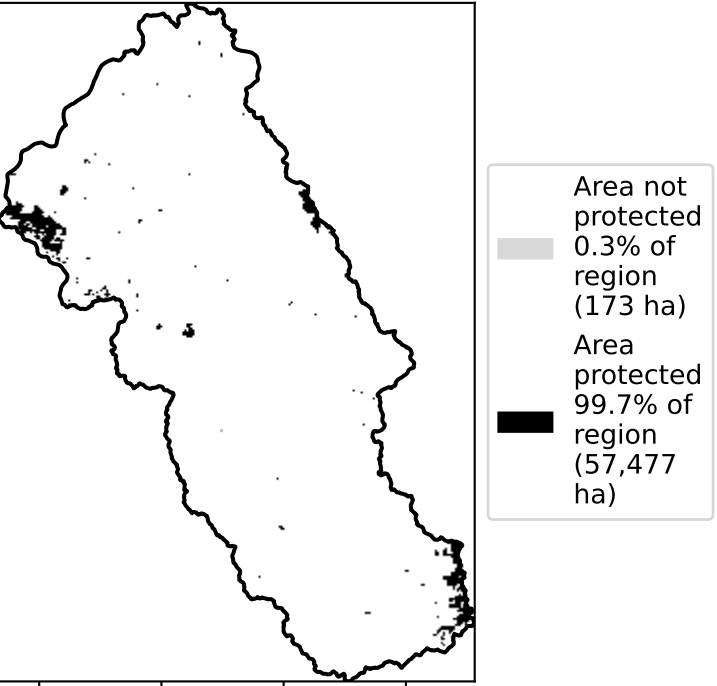 Area not
protected
0.3% of
region
(173 ha)
Area
protected
99.7% of
region
(57,477
ha)